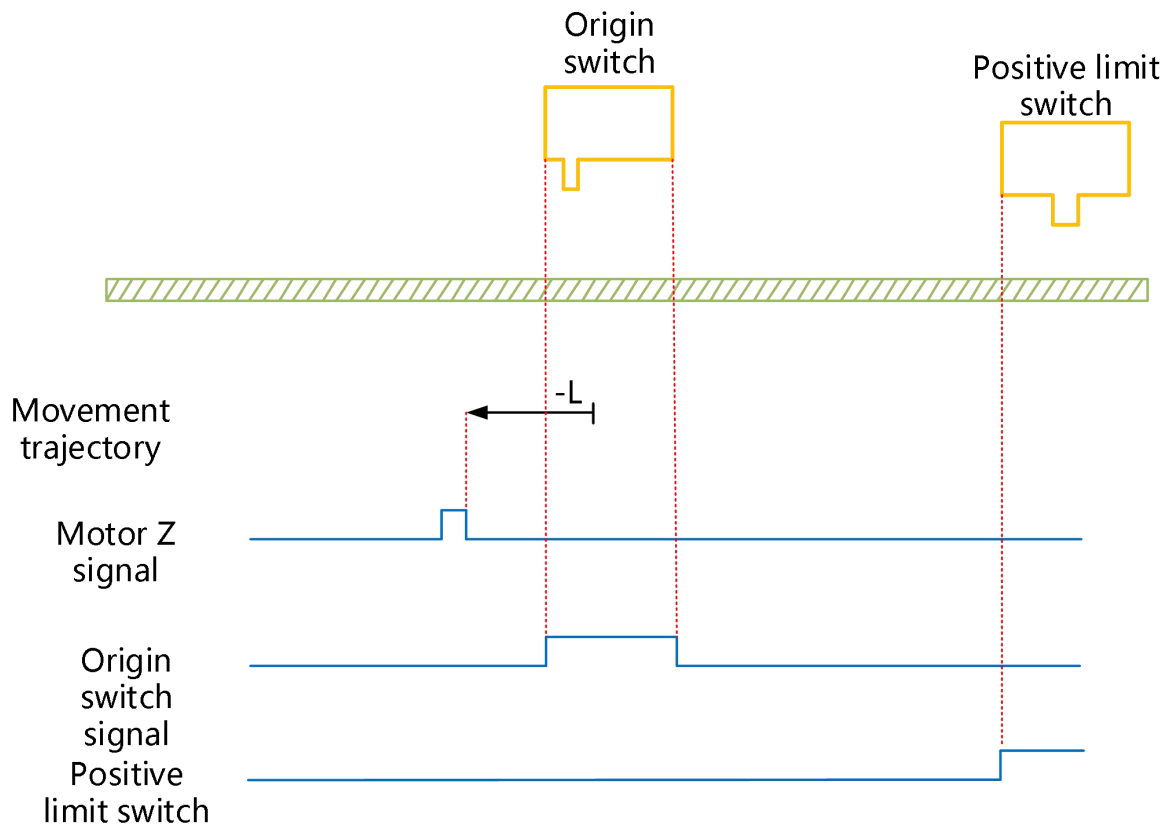 Origin
switch
Positive limit
switch
-L
Movement
trajectory
Motor Z
signal
Origin
switch
signal
Positive
limit switch